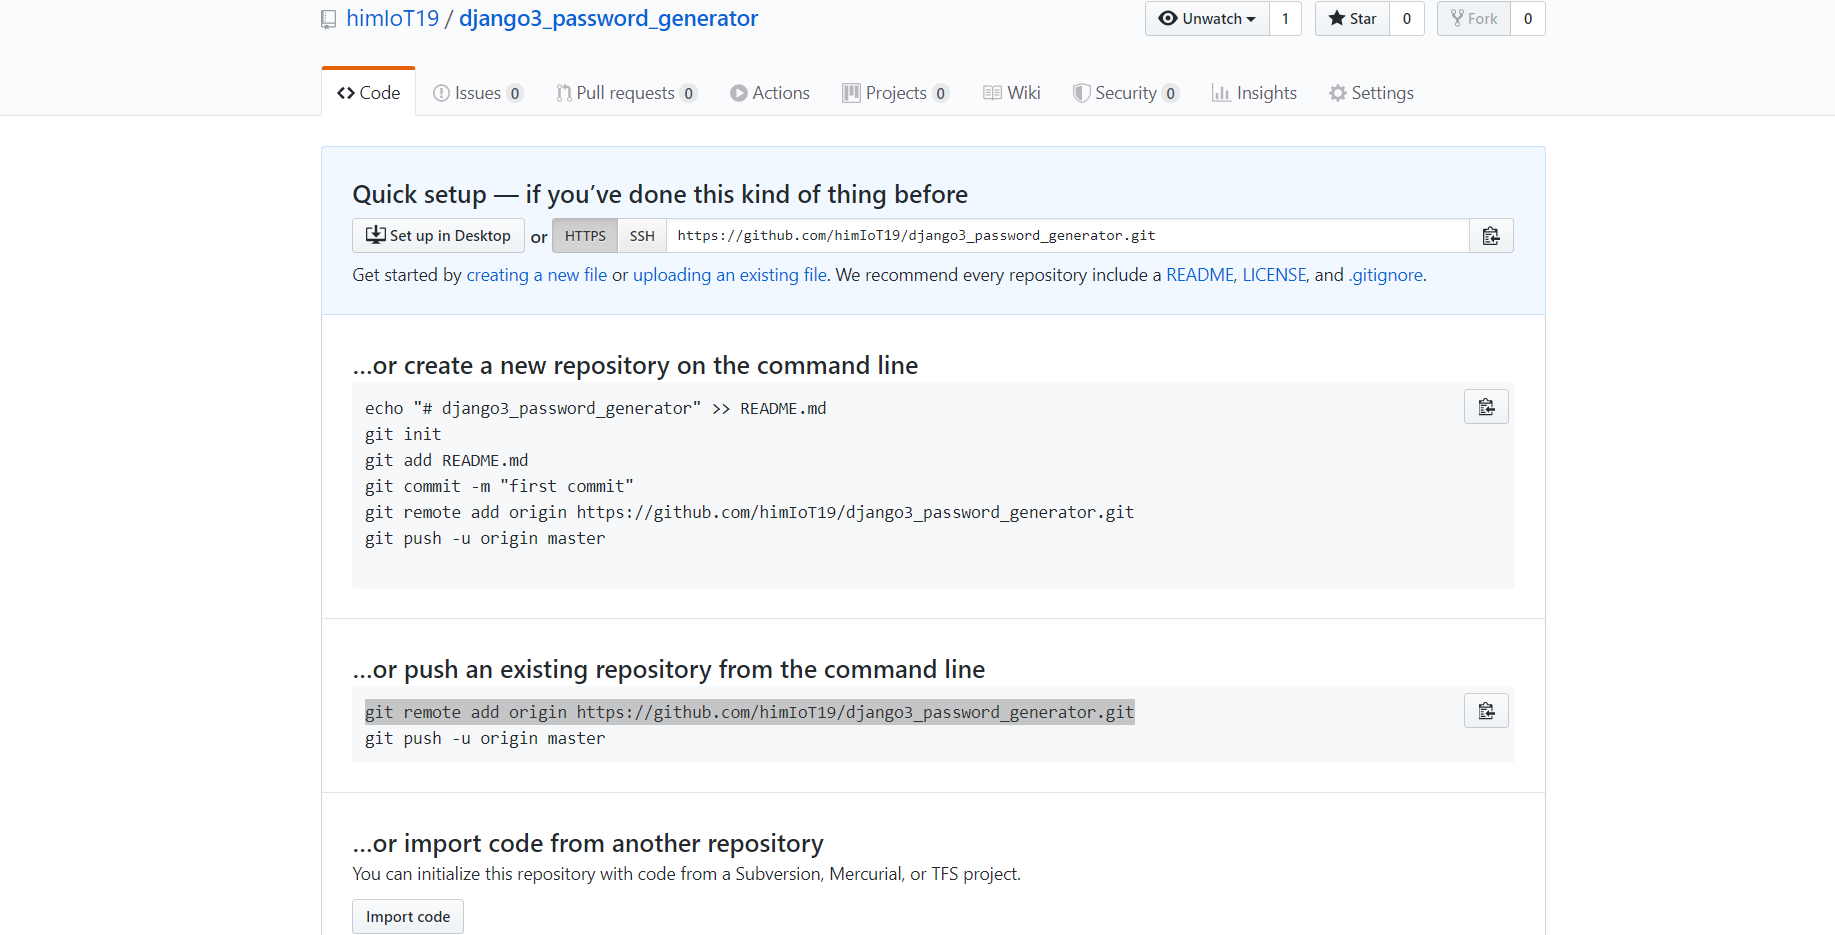 himIoT19 / django3_password_generator
Unwatch 1 Star 0 Fork 0
Code Issues 0 Pull requests 0 Actions Projects 0 Wiki Security 0 Insights Settings
Quick setup — if you’ve done this kind of thing before
Set up in Desktop or HTTPS SSH https://github.com/himIoT19/django3_password_generator.git
Get started by creating a new file or uploading an existing file. We recommend every repository include a README, LICENSE, and .gitignore.
…or create a new repository on the command line
echo "# django3_password_generator" >> README.md
git init
git add README.md
git commit -m "first commit"
git remote add origin https://github.com/himIoT19/django3_password_generator.git
git push -u origin master
…or push an existing repository from the command line
git remote add origin https://github.com/himIoT19/django3_password_generator.git
git push -u origin master
…or import code from another repository
You can initialize this repository with code from a Subversion, Mercurial, or TFS project.
Import code